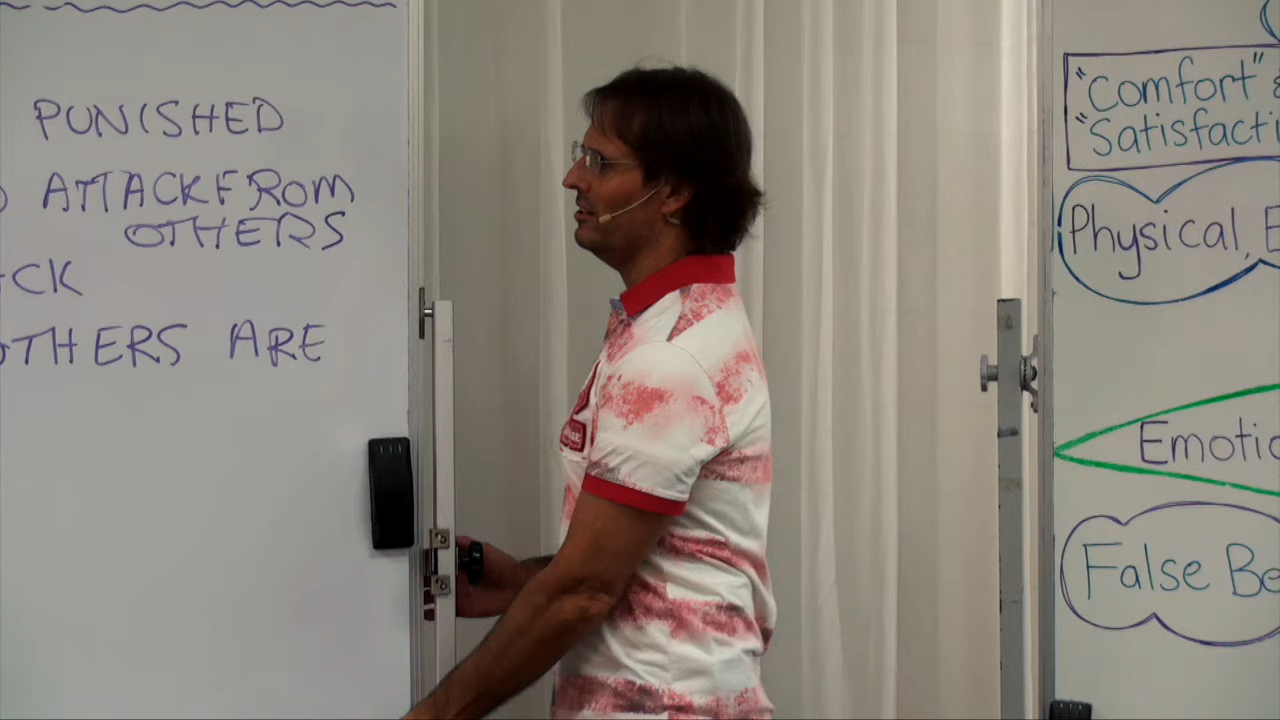 PUNISHED
ATTACK FROM
OTHERS
CK
OTHERS ARE
"Comfort" &
"Satisfacti
Physical, E
Emotio
False Be